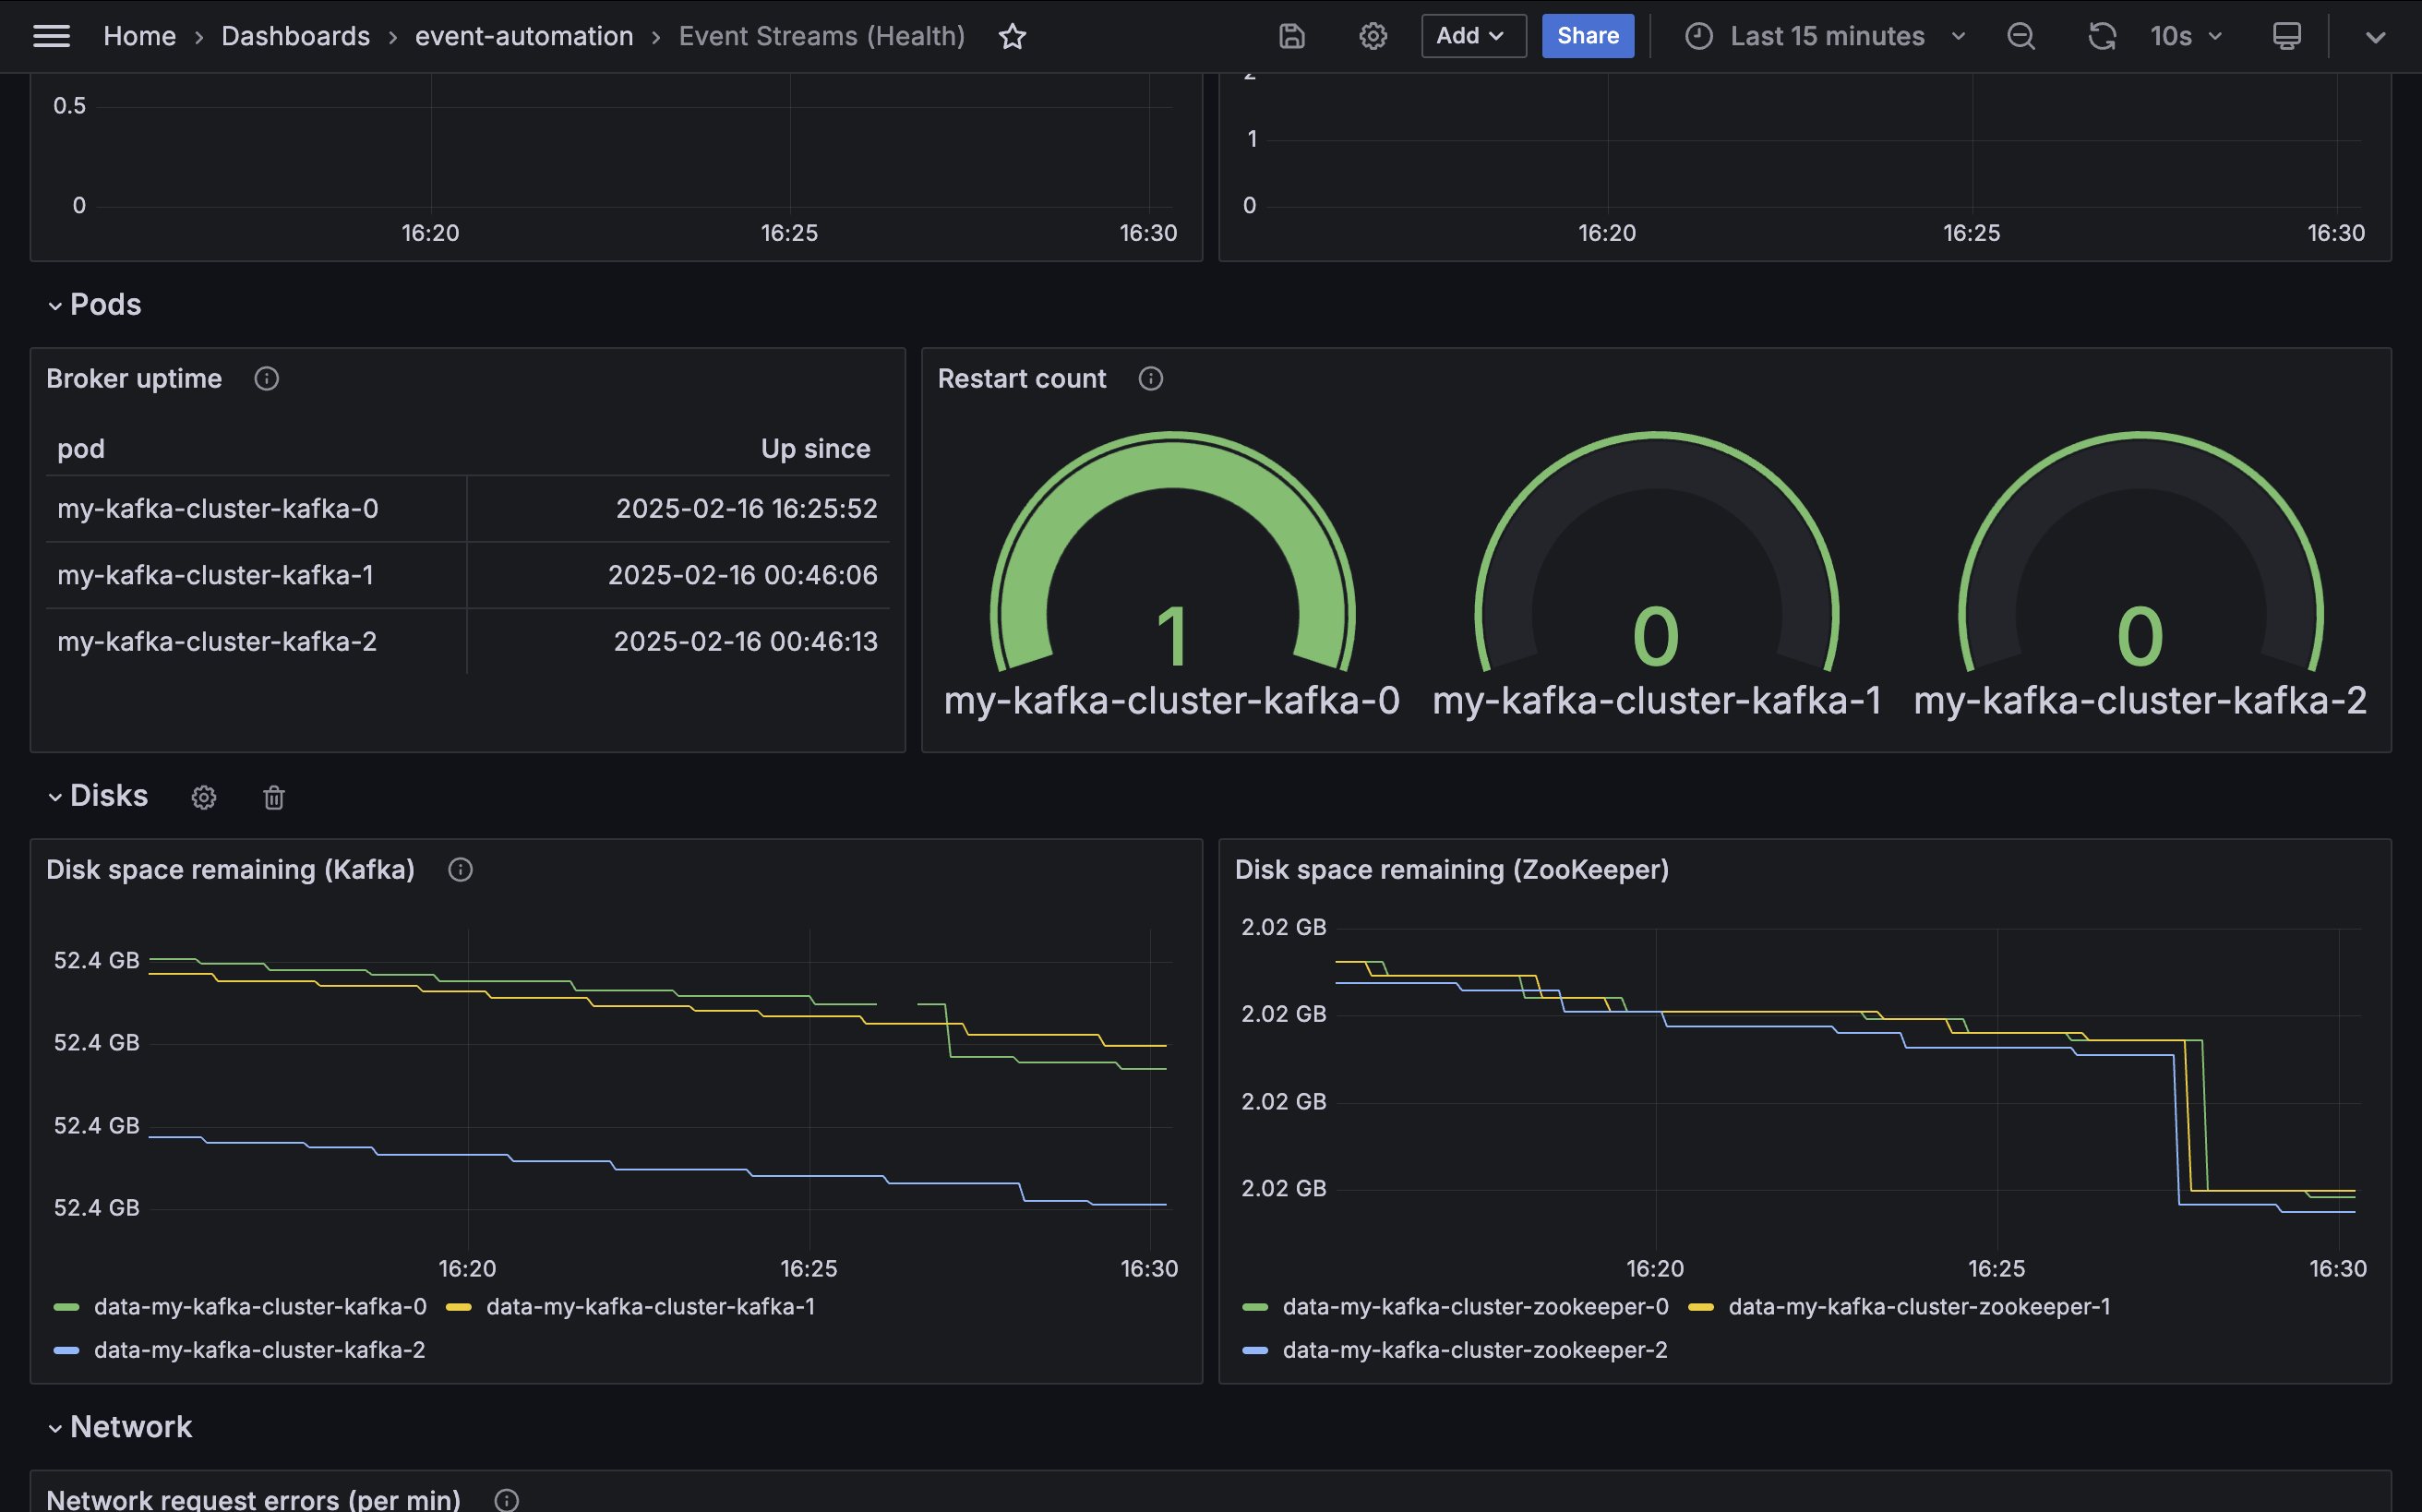 Home › Dashboards › event-automation › Event Streams (Health)
Add
Share
Last 15 minutes
10s
0.5
0
16:20 16:25 16:30
2
1
0
16:20 16:25 16:30
Pods
Broker uptime
pod Up since
my-kafka-cluster-kafka-0 2025-02-16 16:25:52
my-kafka-cluster-kafka-1 2025-02-16 00:46:06
my-kafka-cluster-kafka-2 2025-02-16 00:46:13
Restart count
1 0 0
my-kafka-cluster-kafka-0 my-kafka-cluster-kafka-1 my-kafka-cluster-kafka-2
Disks
Disk space remaining (Kafka)
52.4 GB
52.4 GB
52.4 GB
52.4 GB
16:20 16:25 16:30
data-my-kafka-cluster-kafka-0 data-my-kafka-cluster-kafka-1
data-my-kafka-cluster-kafka-2
Disk space remaining (ZooKeeper)
2.02 GB
2.02 GB
2.02 GB
2.02 GB
16:20 16:25 16:30
data-my-kafka-cluster-zookeeper-0 data-my-kafka-cluster-zookeeper-1
data-my-kafka-cluster-zookeeper-2
Network
Network request errors (per min)